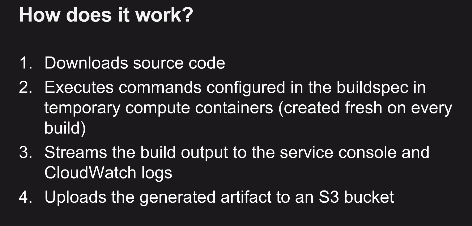 How does it work?
1. Downloads source code
2. Executes commands configured in the buildspec in
temporary compute containers (created fresh on every
build)
3. Streams the build output to the service console and
CloudWatch logs
4. Uploads the generated artifact to an S3 bucket